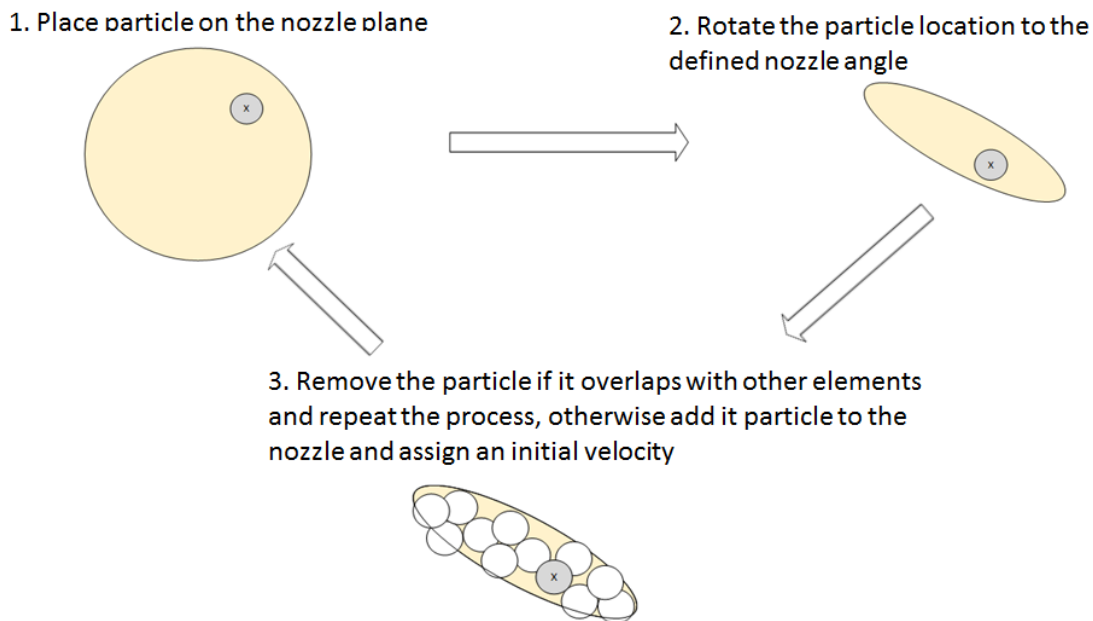 1. Place particle on the nozzle plane
2. Rotate the particle location to the
defined nozzle angle
x
x
3. Remove the particle if it overlaps with other elements
and repeat the process, otherwise add it particle to the
nozzle and assign an initial velocity
x